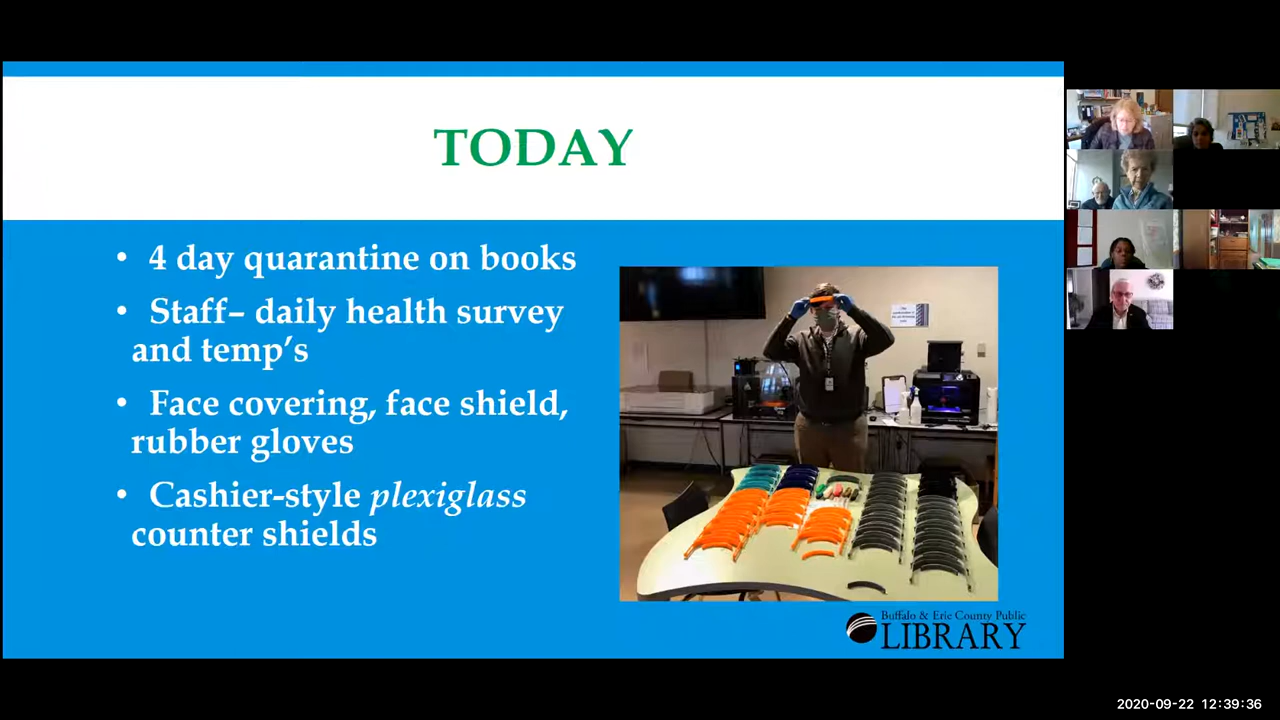 TODAY
• 4 day quarantine on books
• Staff– daily health survey
and temp’s
• Face covering, face shield,
rubber gloves
• Cashier-style plexiglass
counter shields
Buffalo & Erie County Public
LIBRARY
2020-09-22 12:39:36